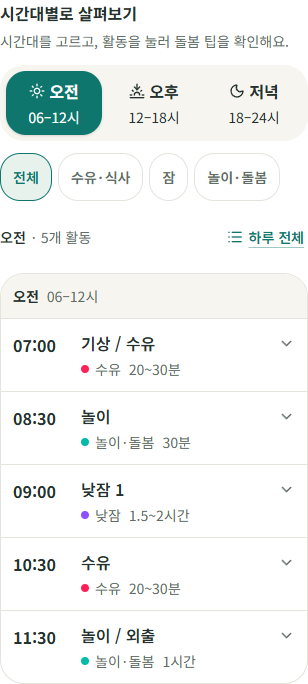 시간대별로 살펴보기
시간대를 고르고, 활동을 눌러 돌봄 팁을 확인해요.
오전 오후 저녁
06–12시 12–18시 18–24시
전체 수유·식사 잠 놀이·돌봄
오전 · 5개 활동 하루 전체
오전 06–12시
07:00 기상 / 수유
수유 20~30분
08:30 놀이
놀이·돌봄 30분
09:00 낮잠 1
낮잠 1.5~2시간
10:30 수유
수유 20~30분
11:30 놀이 / 외출
놀이·돌봄 1시간